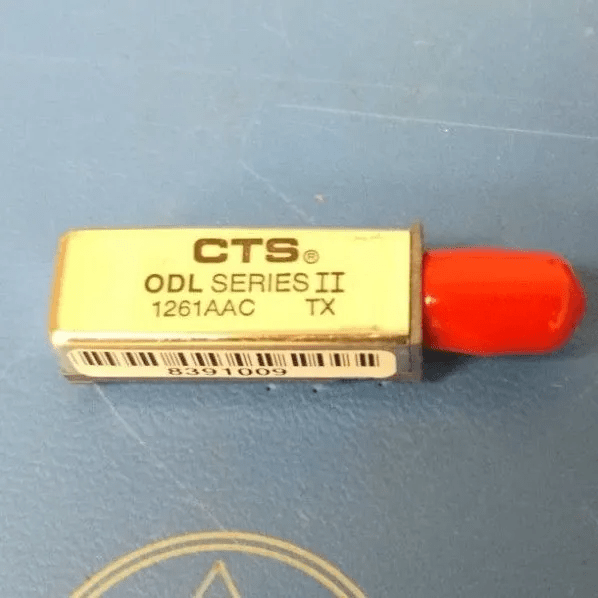 CTS®
ODL SERIES II
1261AAC TX
8391009